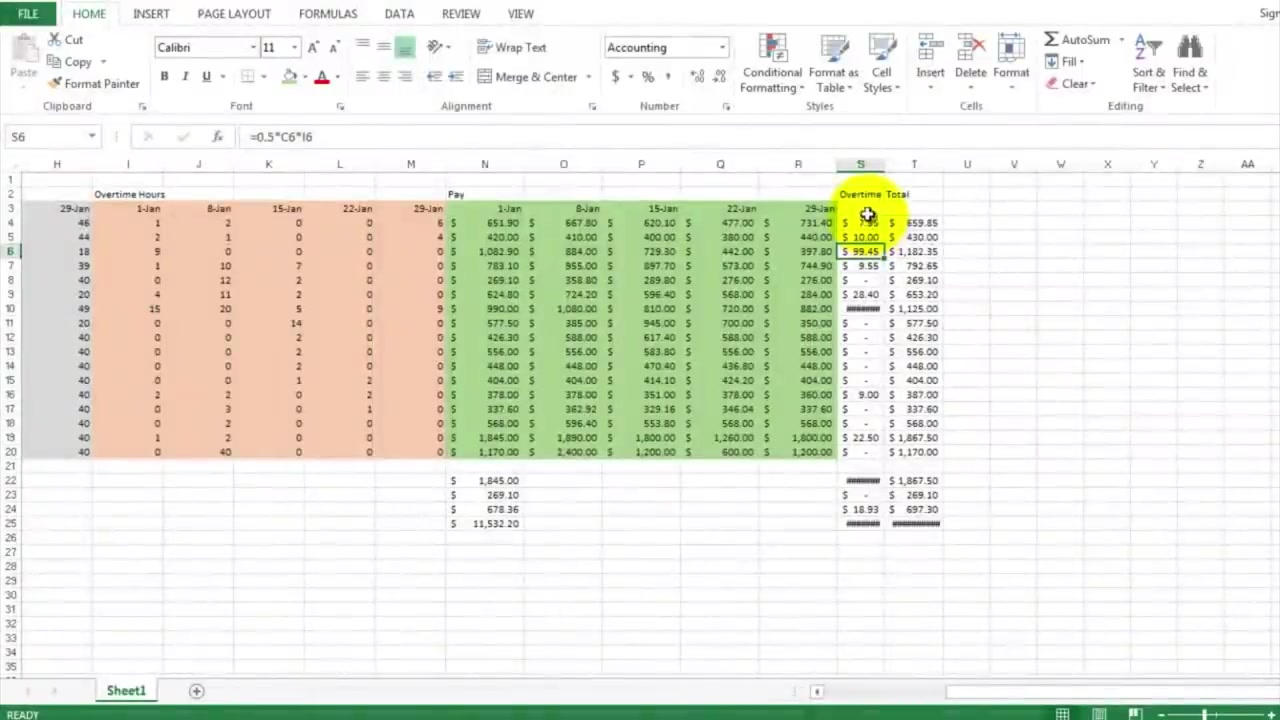 FILE HOME INSERT PAGE LAYOUT FORMULAS DATA REVIEW VIEW Sign
Paste Cut Copy Format Painter
Calibri 11 B I U A
Wrap Text Merge & Center
Accounting $ %
Conditional Formatting Format as Table Cell Styles
Insert Delete Format
AutoSum Fill Clear Sort & Filter Find & Select
Clipboard Font Alignment Number Styles Cells Editing
S6 fx =0.5*C6*I6
H I J K L M N O P Q R S T U V W X Y Z AA
1
2 Overtime Hours Pay Overtime Total
3 29-Jan 1-Jan 8-Jan 15-Jan 22-Jan 29-Jan 1-Jan 8-Jan 15-Jan 22-Jan 29-Jan
4 46 1 2 0 0 6 $ 651.90 $ 667.80 $ 620.10 $ 477.00 $ 731.40 $ 7.95 $ 659.85
5 44 1 0 0 4 $ 420.00 $ 410.00 $ 400.00 $ 380.00 $ 440.00 $ 10.00 $ 430.00
6 18 0 0 0 $ 1,082.90 $ 884.00 $ 729.30 $ 442.00 $ 397.80 $ 99.45 $ 1,182.35
7 39 1 10 7 0 0 $ 783.10 $ 955.00 $ 897.70 $ 573.00 $ 744.90 $ 9.55 $ 792.65
8 40 0 2 0 0 $ 269.10 $ 358.80 $ 289.80 $ 276.00 $ 276.00 $ - $ 269.10
9 20 4 11 2 0 0 $ 624.80 $ 724.20 $ 596.40 $ 568.00 $ 284.00 $ 28.40 $ 653.20
10 49 15 5 0 9 $ 990.00 $ 1,080.00 $ 810.00 $ 720.00 $ 882.00 ####### $ 1,125.00
11 20 0 0 14 0 0 $ 577.50 $ 385.00 $ 945.00 $ 700.00 $ 350.00 $ - $ 577.50
12 40 0 0 2 0 0 $ 426.30 $ 588.00 $ 617.40 $ 588.00 $ 588.00 $ - $ 426.30
13 40 0 0 2 0 0 $ 556.00 $ 556.00 $ 583.80 $ 556.00 $ 556.00 $ - $ 556.00
14 40 0 0 2 0 0 $ 448.00 $ 448.00 $ 470.40 $ 436.80 $ 448.00 $ - $ 448.00
15 40 0 0 1 2 0 $ 404.00 $ 404.00 $ 414.10 $ 424.20 $ 404.00 $ - $ 404.00
16 40 2 0 0 2 0 $ 378.00 $ 378.00 $ 351.00 $ 378.00 $ 360.00 $ 9.00 $ 387.00
17 40 0 3 0 1 0 $ 337.60 $ 362.92 $ 329.16 $ 346.04 $ 337.60 $ - $ 337.60
18 40 0 2 0 0 0 $ 568.00 $ 596.40 $ 553.80 $ 568.00 $ 568.00 $ - $ 568.00
19 40 1 2 0 0 0 $ 1,845.00 $ 1,890.00 $ 1,800.00 $ 1,260.00 $ 1,800.00 $ 22.50 $ 1,867.50
20 40 0 40 0 0 0 $ 1,170.00 $ 2,400.00 $ 1,200.00 $ 600.00 $ 1,200.00 $ - $ 1,170.00
21
22 $ 1,845.00 ####### $ 1,867.50
23 $ 269.10 $ - $ 269.10
24 $ 678.36 $ 18.93 $ 697.30
25 $ 11,532.20 ####### ##########
26
27
28
29
30
31
32
33
34
35
Sheet1
READY